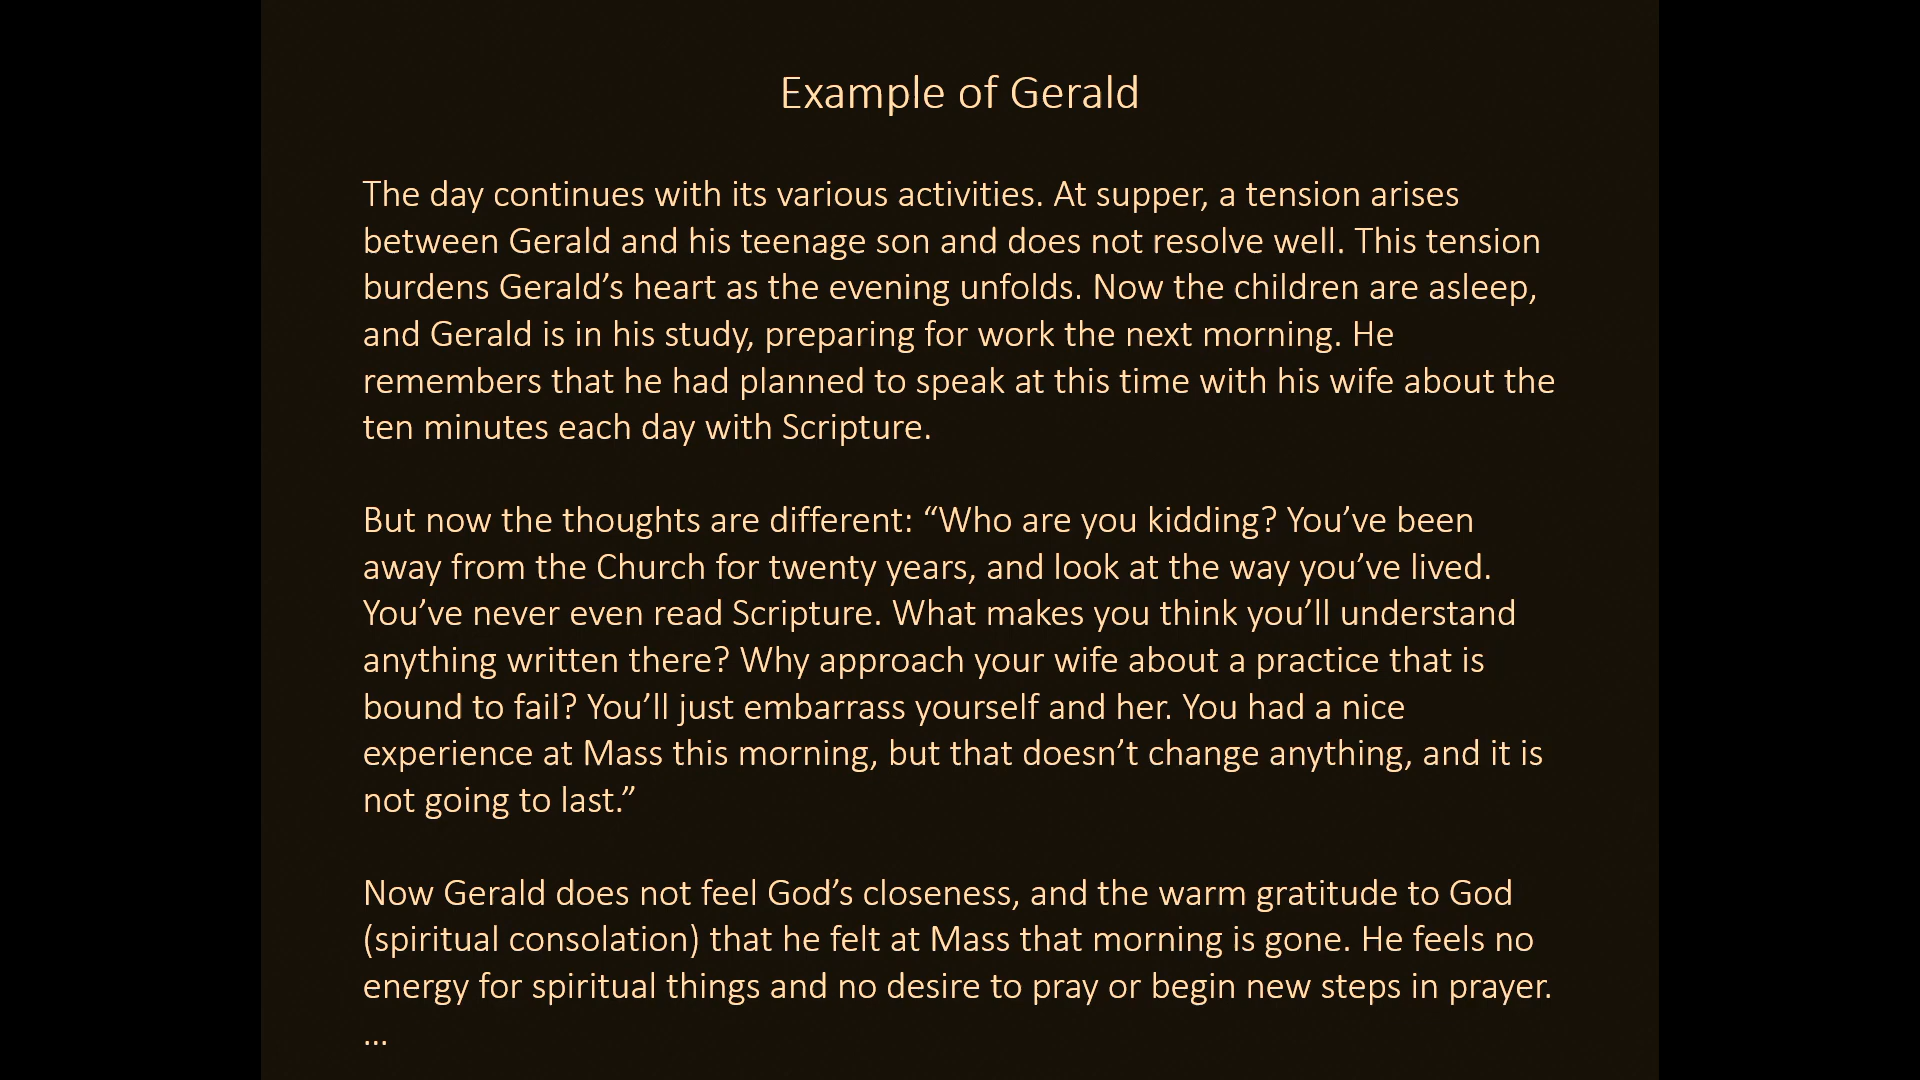 Example of Gerald
The day continues with its various activities. At supper, a tension arises
between Gerald and his teenage son and does not resolve well. This tension
burdens Gerald’s heart as the evening unfolds. Now the children are asleep,
and Gerald is in his study, preparing for work the next morning. He
remembers that he had planned to speak at this time with his wife about the
ten minutes each day with Scripture.
But now the thoughts are different: “Who are you kidding? You’ve been
away from the Church for twenty years, and look at the way you’ve lived.
You’ve never even read Scripture. What makes you think you’ll understand
anything written there? Why approach your wife about a practice that is
bound to fail? You’ll just embarrass yourself and her. You had a nice
experience at Mass this morning, but that doesn’t change anything, and it is
not going to last.”
Now Gerald does not feel God’s closeness, and the warm gratitude to God
(spiritual consolation) that he felt at Mass that morning is gone. He feels no
energy for spiritual things and no desire to pray or begin new steps in prayer.
...